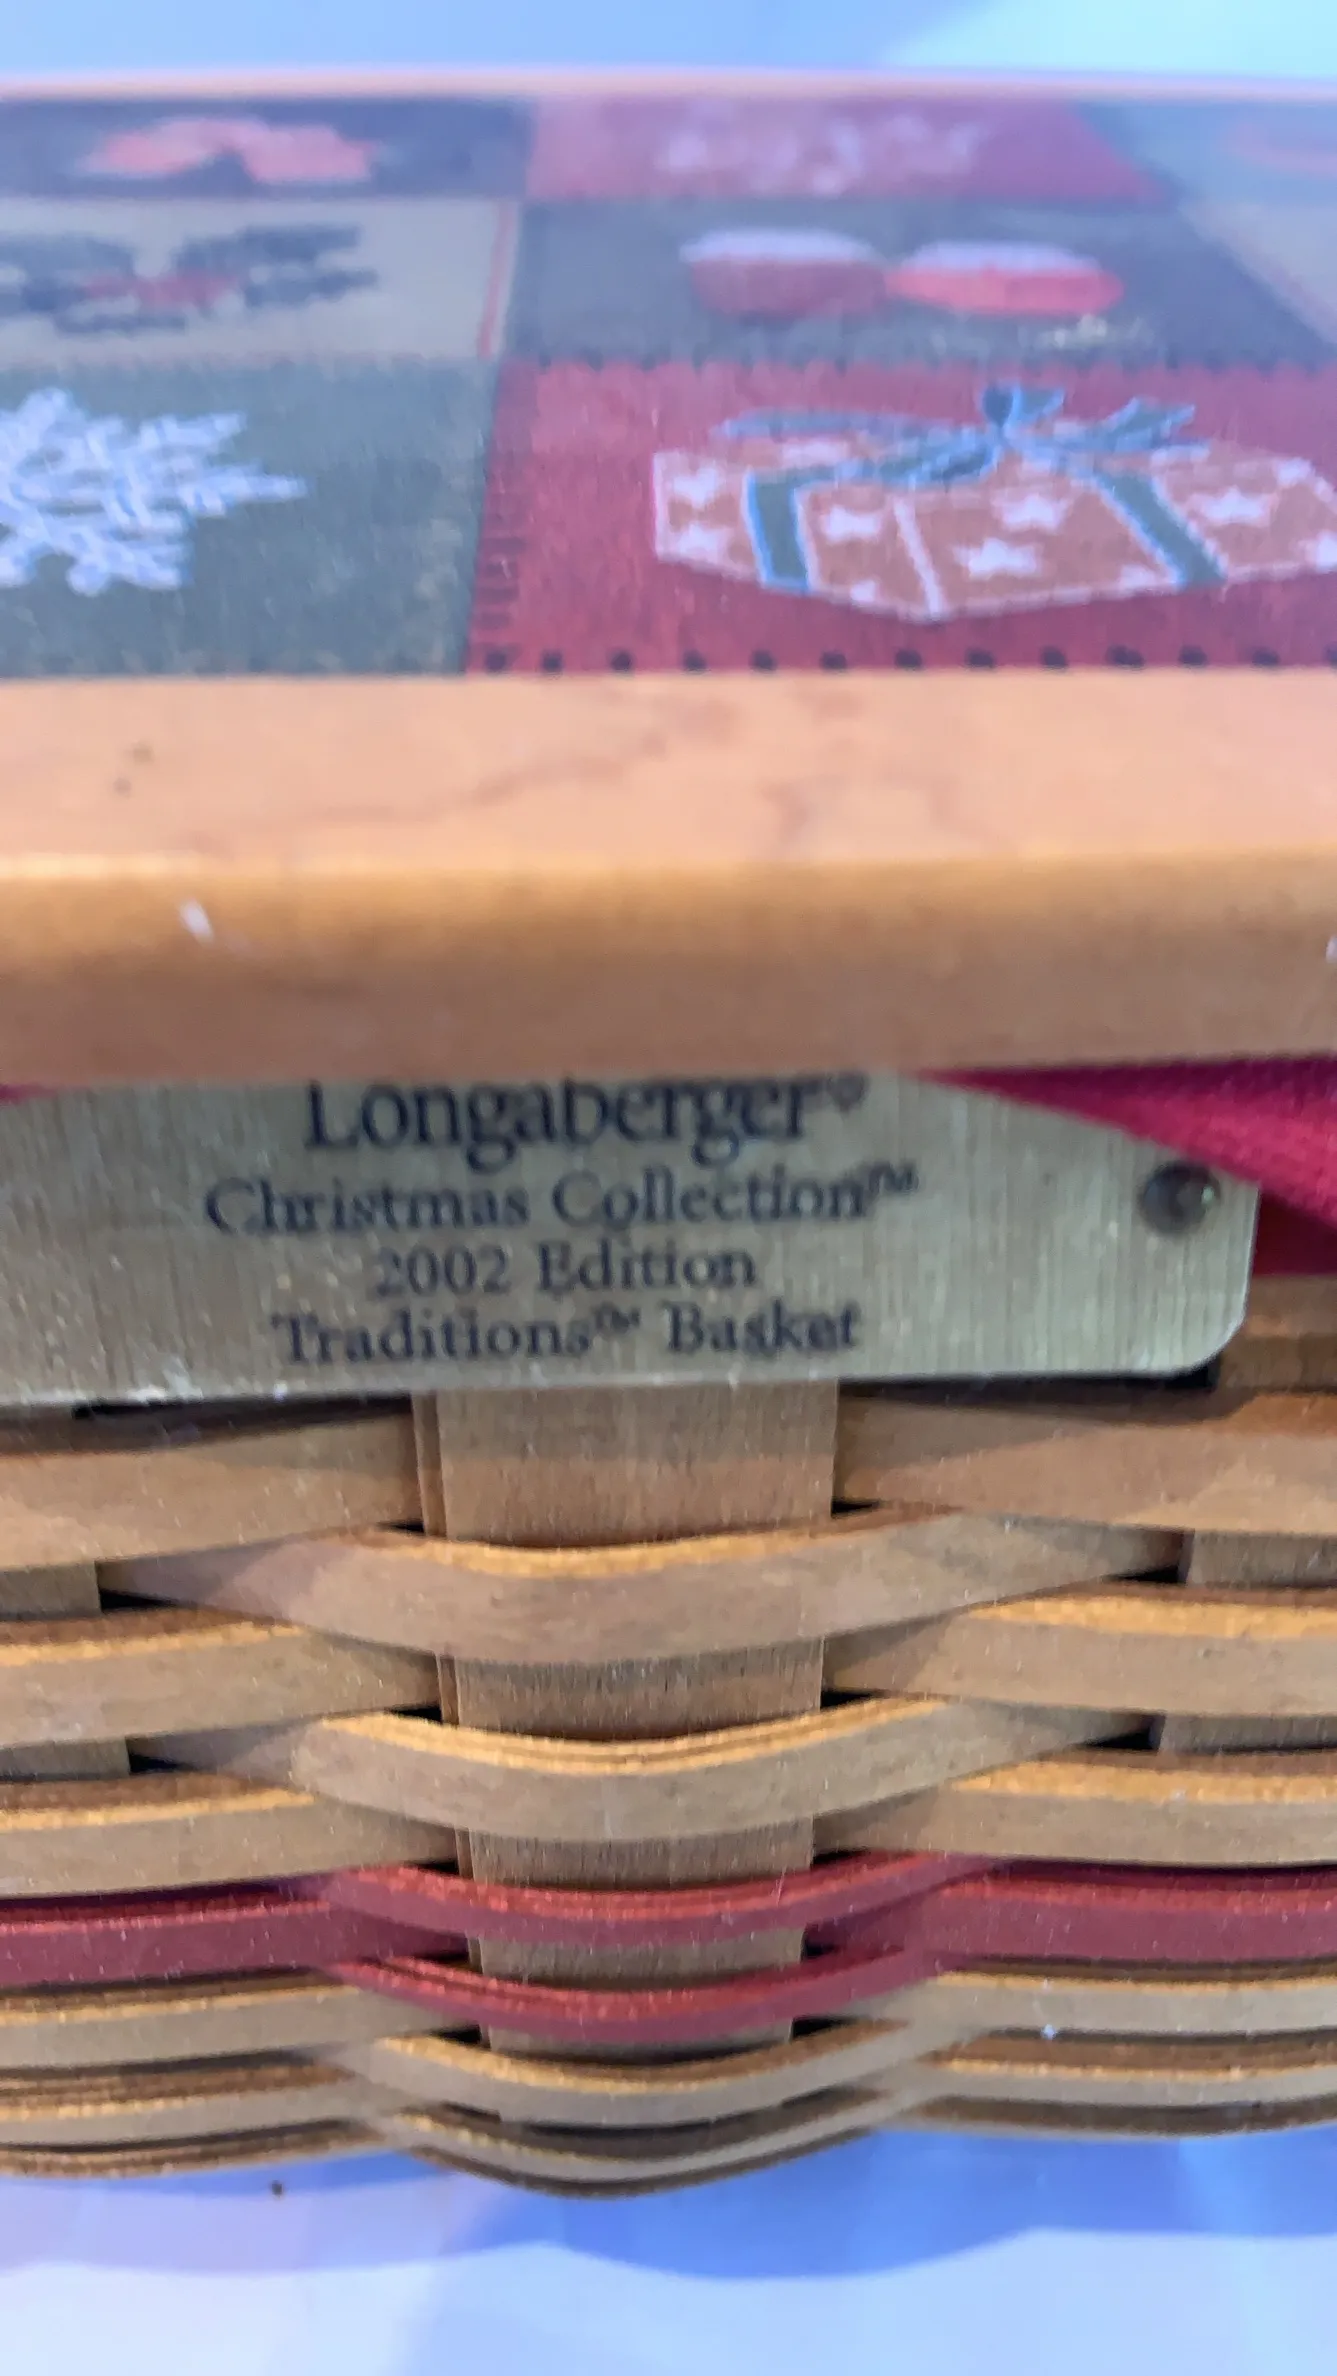 Longaberger®
Christmas Collection™
2002 Edition
Traditions™ Basket